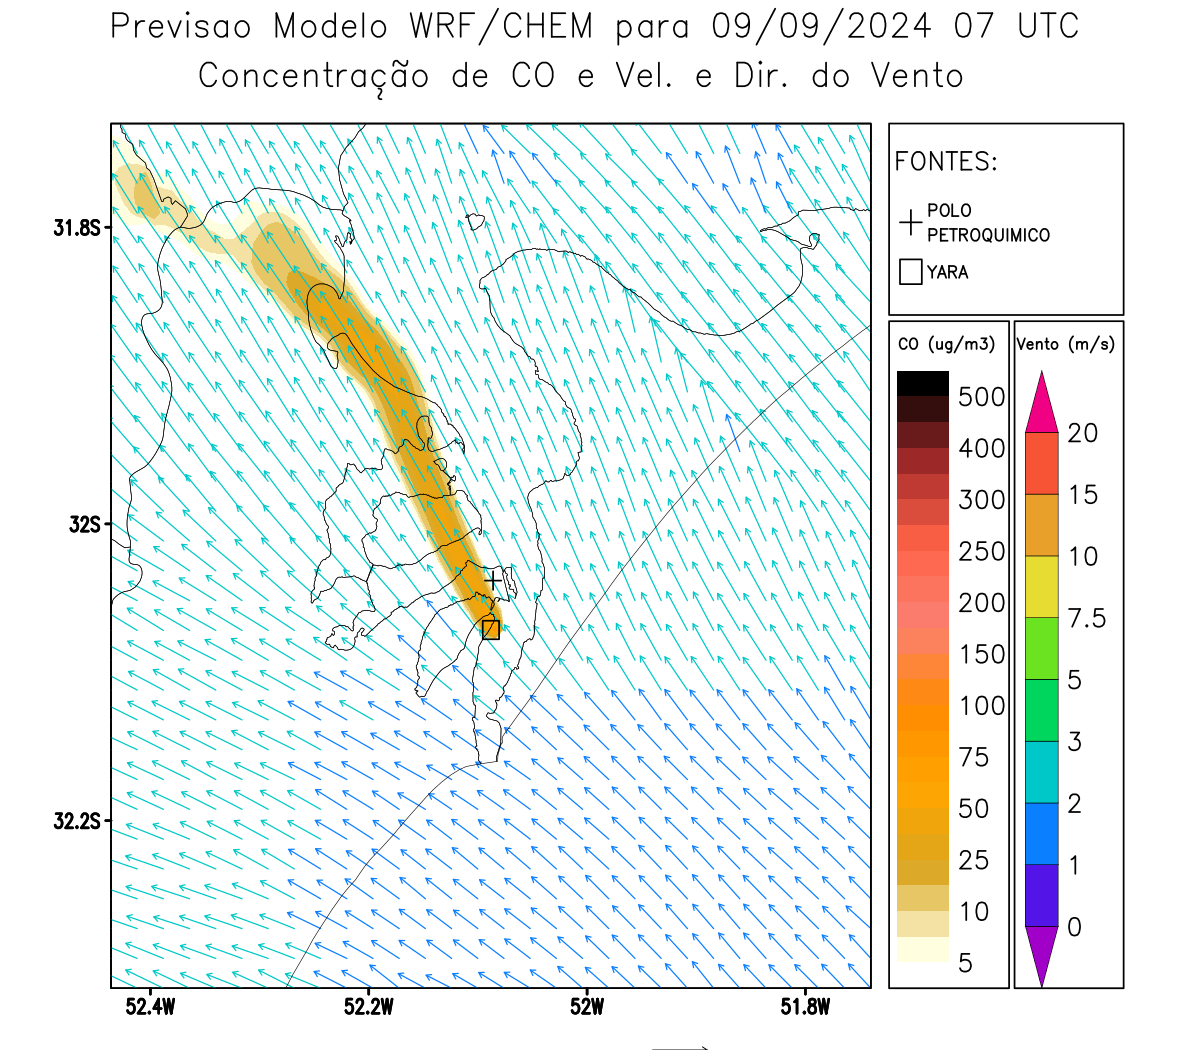 Previsao Modelo WRF/CHEM para 09/09/2024 07 UTC
Concentração de CO e Vel. e Dir. do Vento
FONTES:
POLO
PETROQUIMICO
YARA
CO (ug/m3)
500
400
300
250
200
150
100
75
50
25
10
5
Vento (m/s)
20
15
10
7.5
5
3
2
1
0
31.8S
32S
32.2S
52.4W
52.2W
52W
51.8W